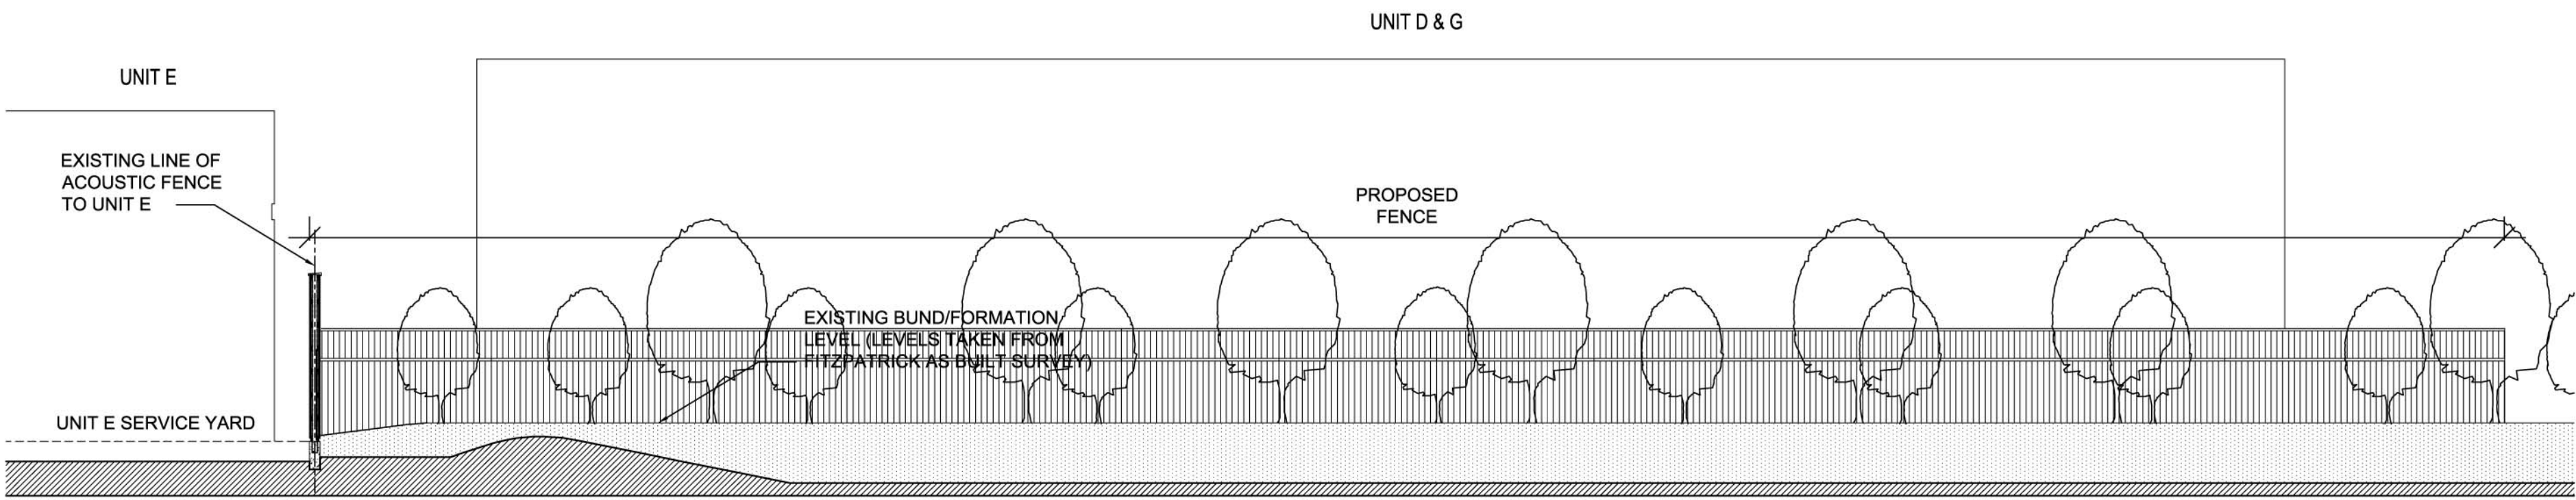 UNIT D & G
UNIT E
EXISTING LINE OF
ACOUSTIC FENCE
TO UNIT E
PROPOSED
FENCE
EXISTING BUND/FORMATION
LEVEL (LEVELS TAKEN FROM
FITZPATRICK AS BUILT SURVEY)
UNIT E SERVICE YARD